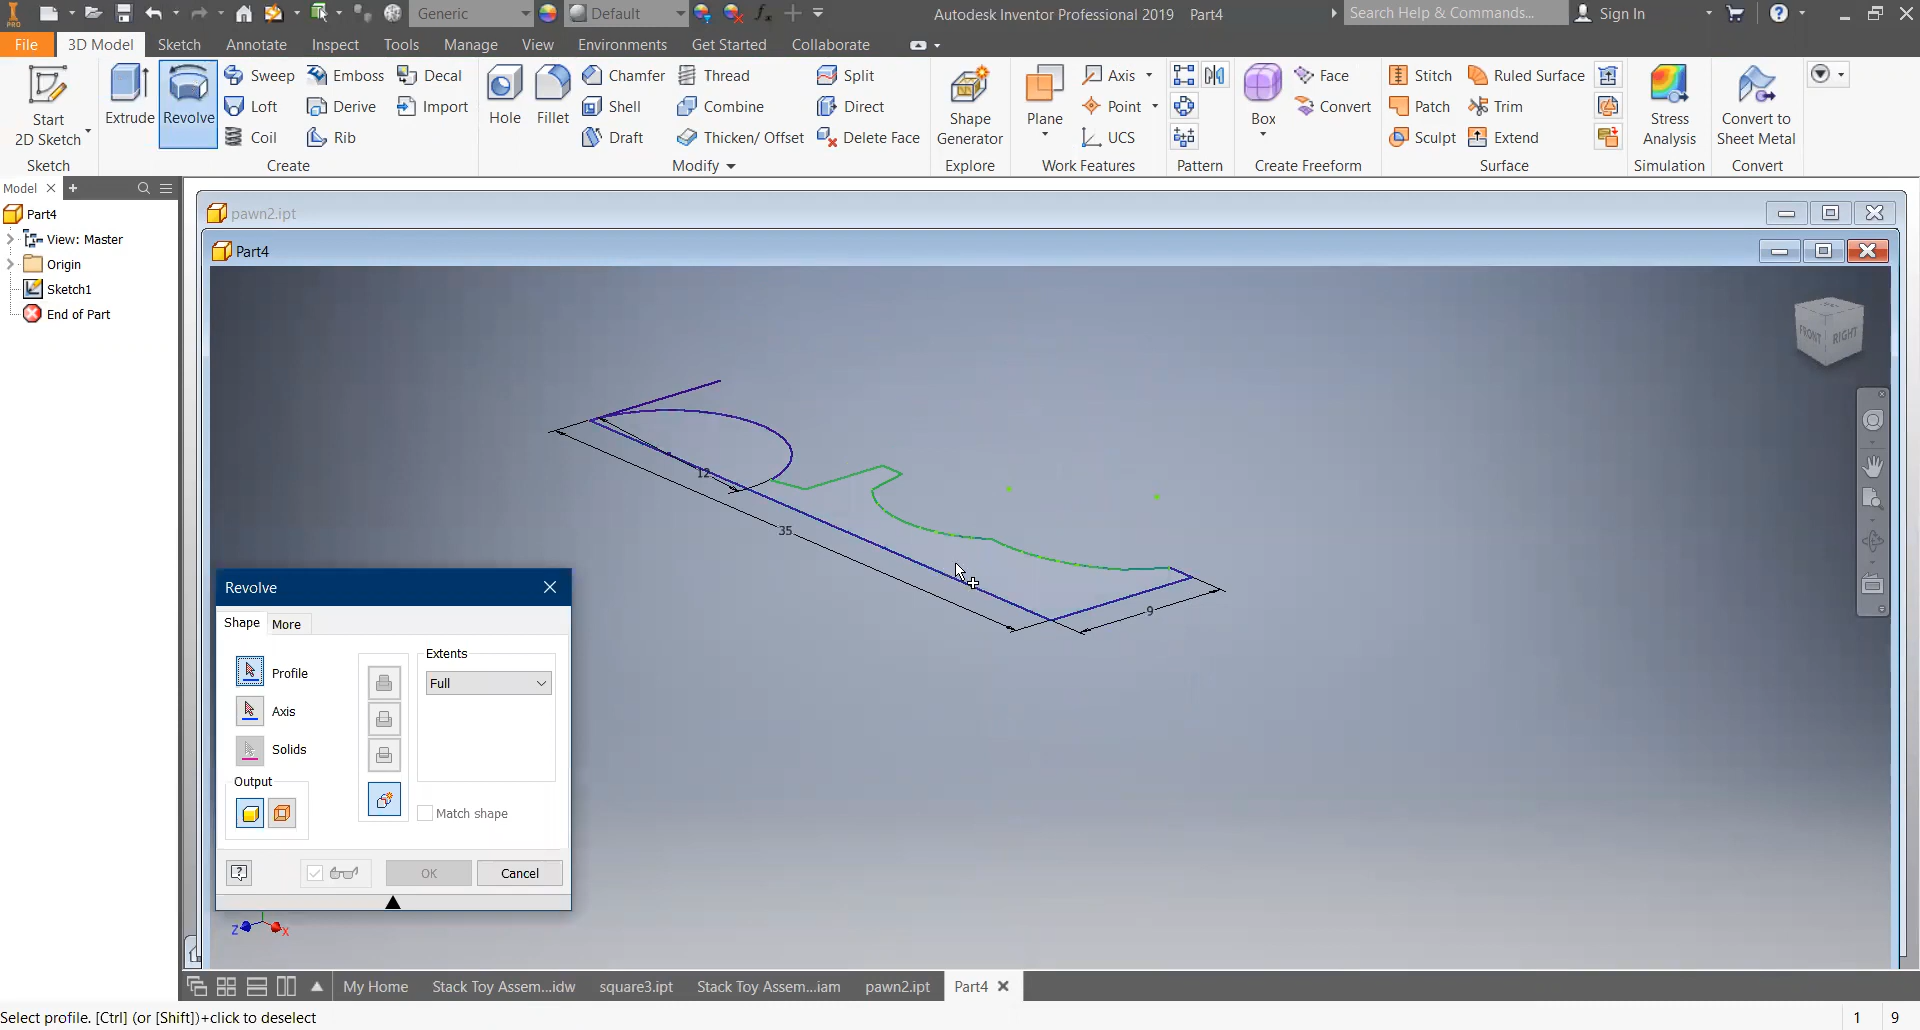 PRO
Generic
Default
fx
Autodesk Inventor Professional 2019 Part4
Search Help & Commands...
Sign In
File
3D Model
Sketch
Annotate
Inspect
Tools
Manage
View
Environments
Get Started
Collaborate
Start
2D Sketch
Extrude
Revolve
Sweep
Loft
Coil
Emboss
Derive
Rib
Decal
Import
Hole
Fillet
Chamfer
Shell
Draft
Thread
Combine
Thicken/ Offset
Split
Direct
Delete Face
Shape
Generator
Plane
Axis
Point
UCS
Box
Face
Convert
Stitch
Patch
Sculpt
Ruled Surface
Trim
Extend
Stress
Analysis
Convert to
Sheet Metal
Sketch
Create
Modify
Explore
Work Features
Pattern
Create Freeform
Surface
Simulation
Convert
Model
Part4
View: Master
Origin
Sketch1
End of Part
pawn2.ipt
Part4
FRONT
RIGHT
12
35
9
Revolve
Shape
More
Profile
Axis
Solids
Output
Extents
Full
Match shape
OK
Cancel
Z
X
My Home
Stack Toy Assem...idw
square3.ipt
Stack Toy Assem...iam
pawn2.ipt
Part4
Select profile. [Ctrl] (or [Shift])+click to deselect
1
9